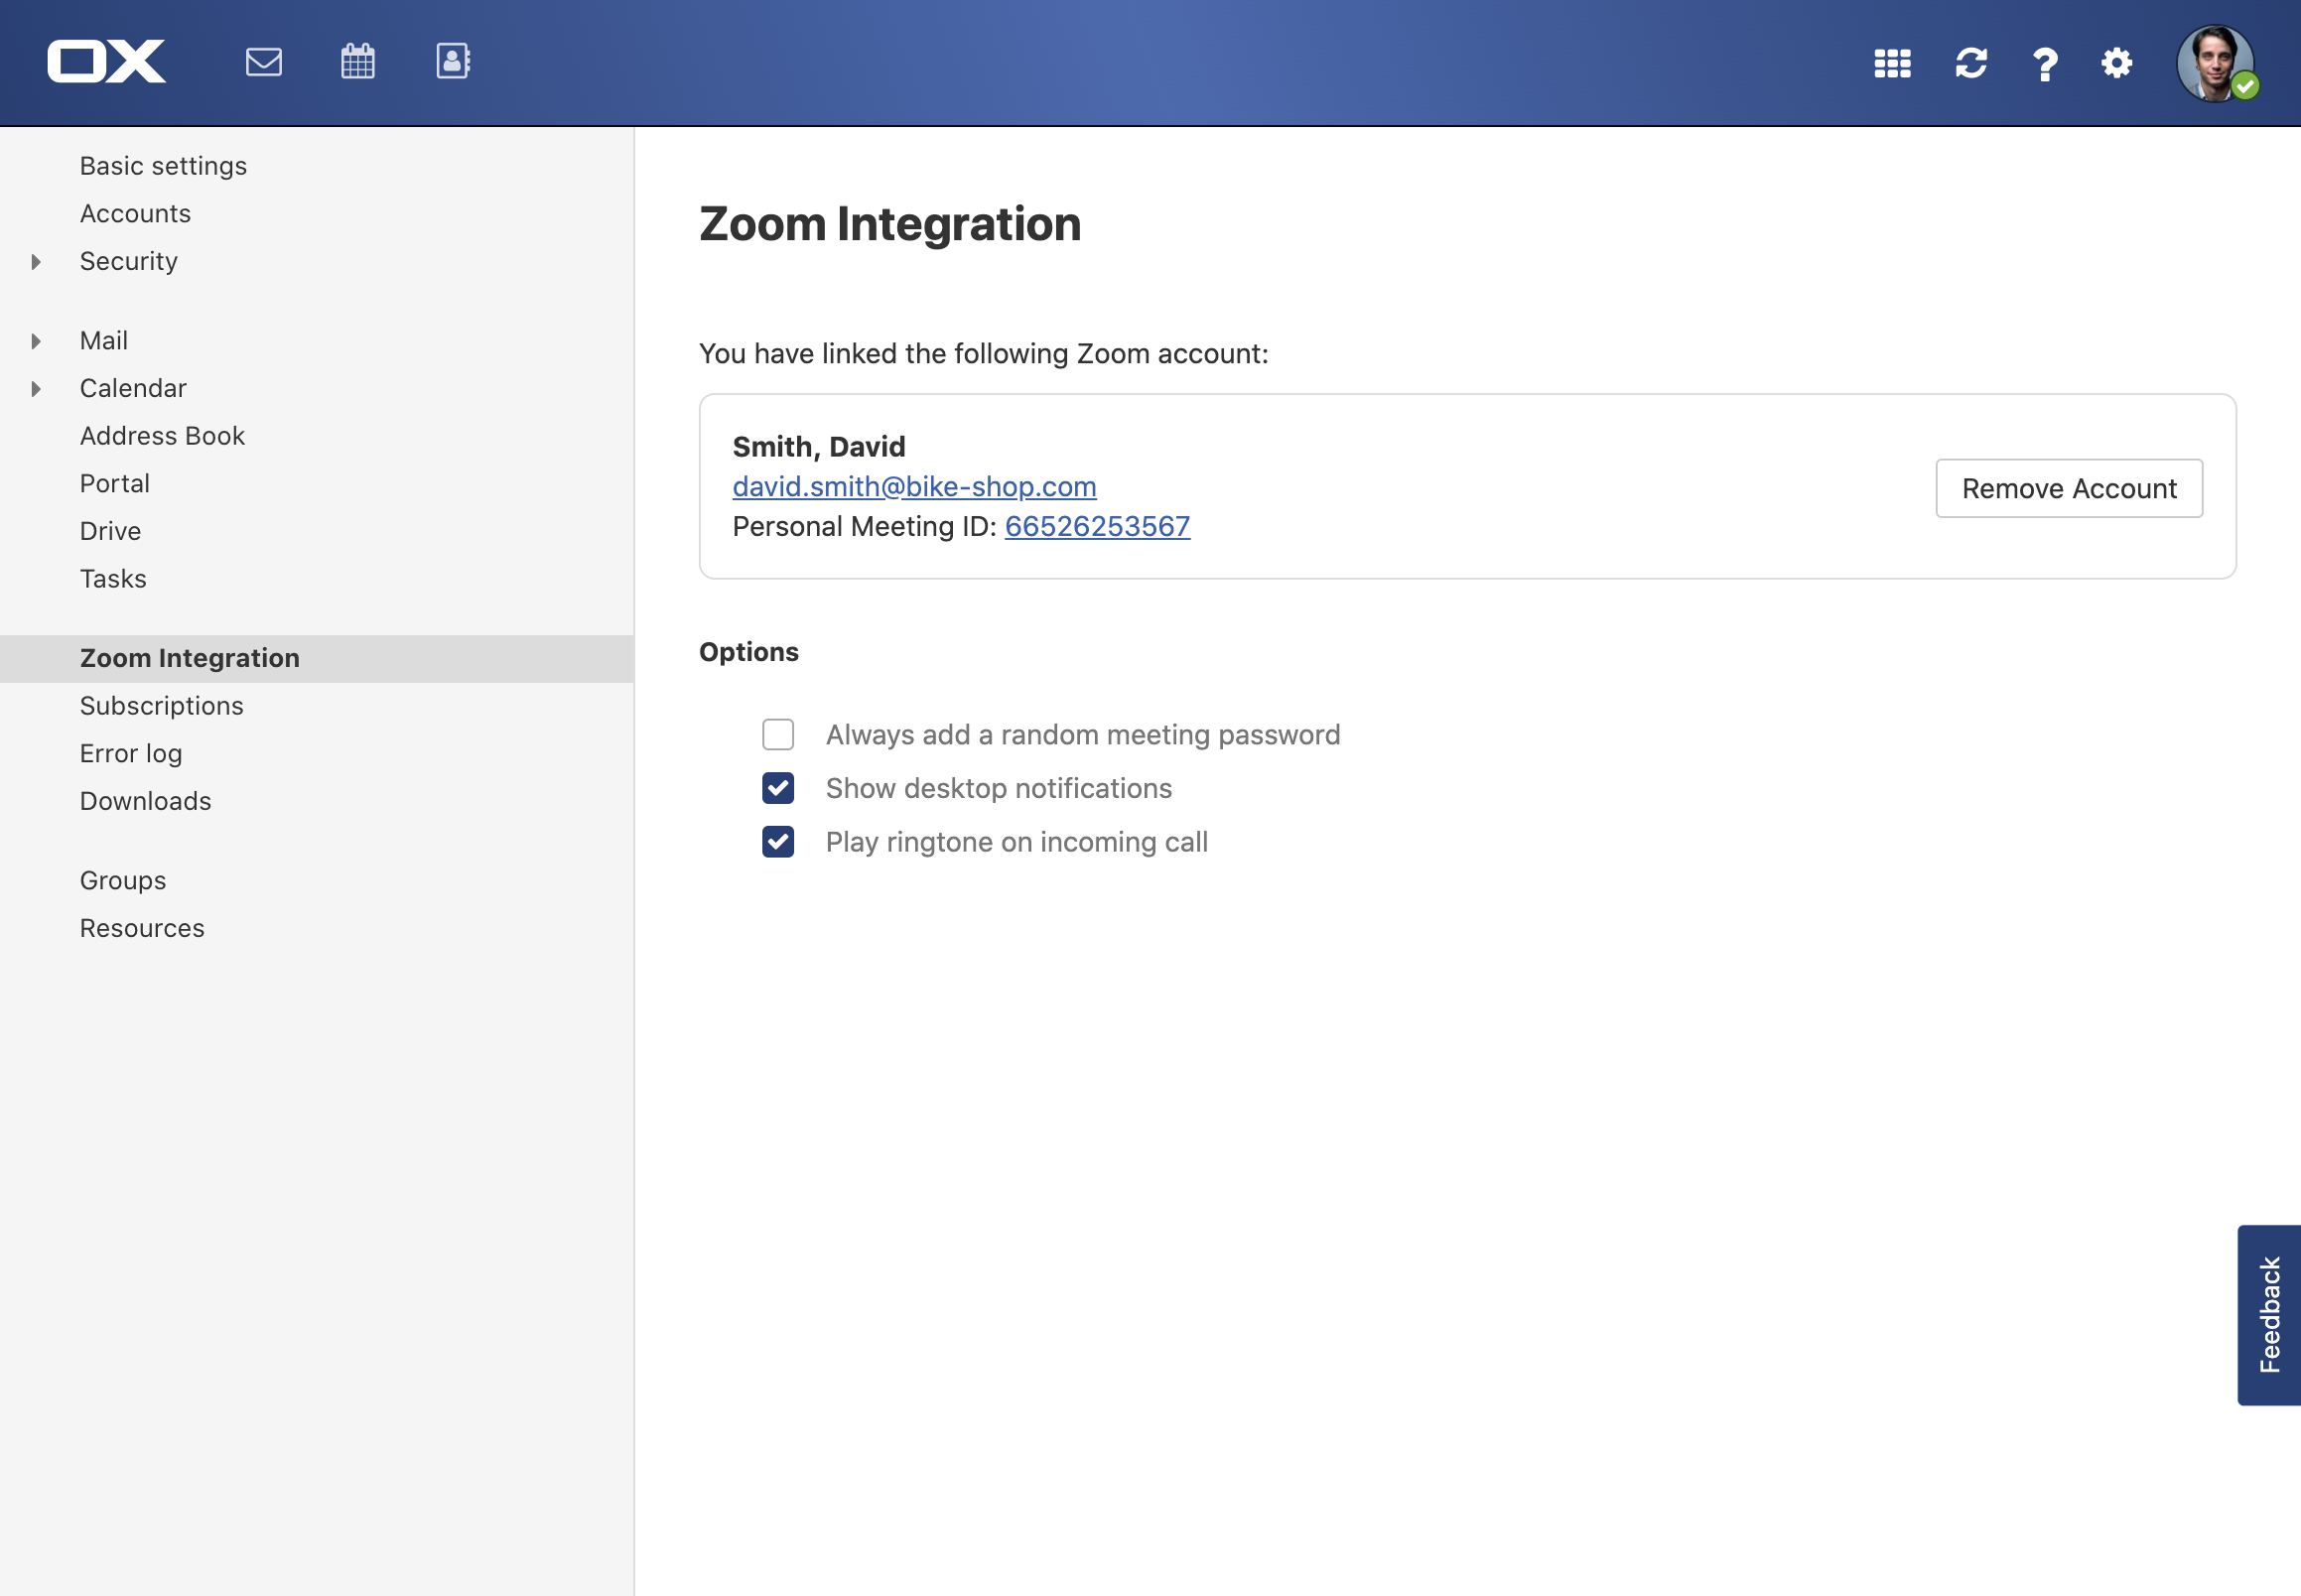 OX
Basic settings
Accounts
Security
Mail
Calendar
Address Book
Portal
Drive
Tasks
Zoom Integration
Subscriptions
Error log
Downloads
Groups
Resources
Zoom Integration
You have linked the following Zoom account:
Smith, David
david.smith@bike-shop.com
Personal Meeting ID: 66526253567
Remove Account
Options
Always add a random meeting password
Show desktop notifications
Play ringtone on incoming call
Feedback